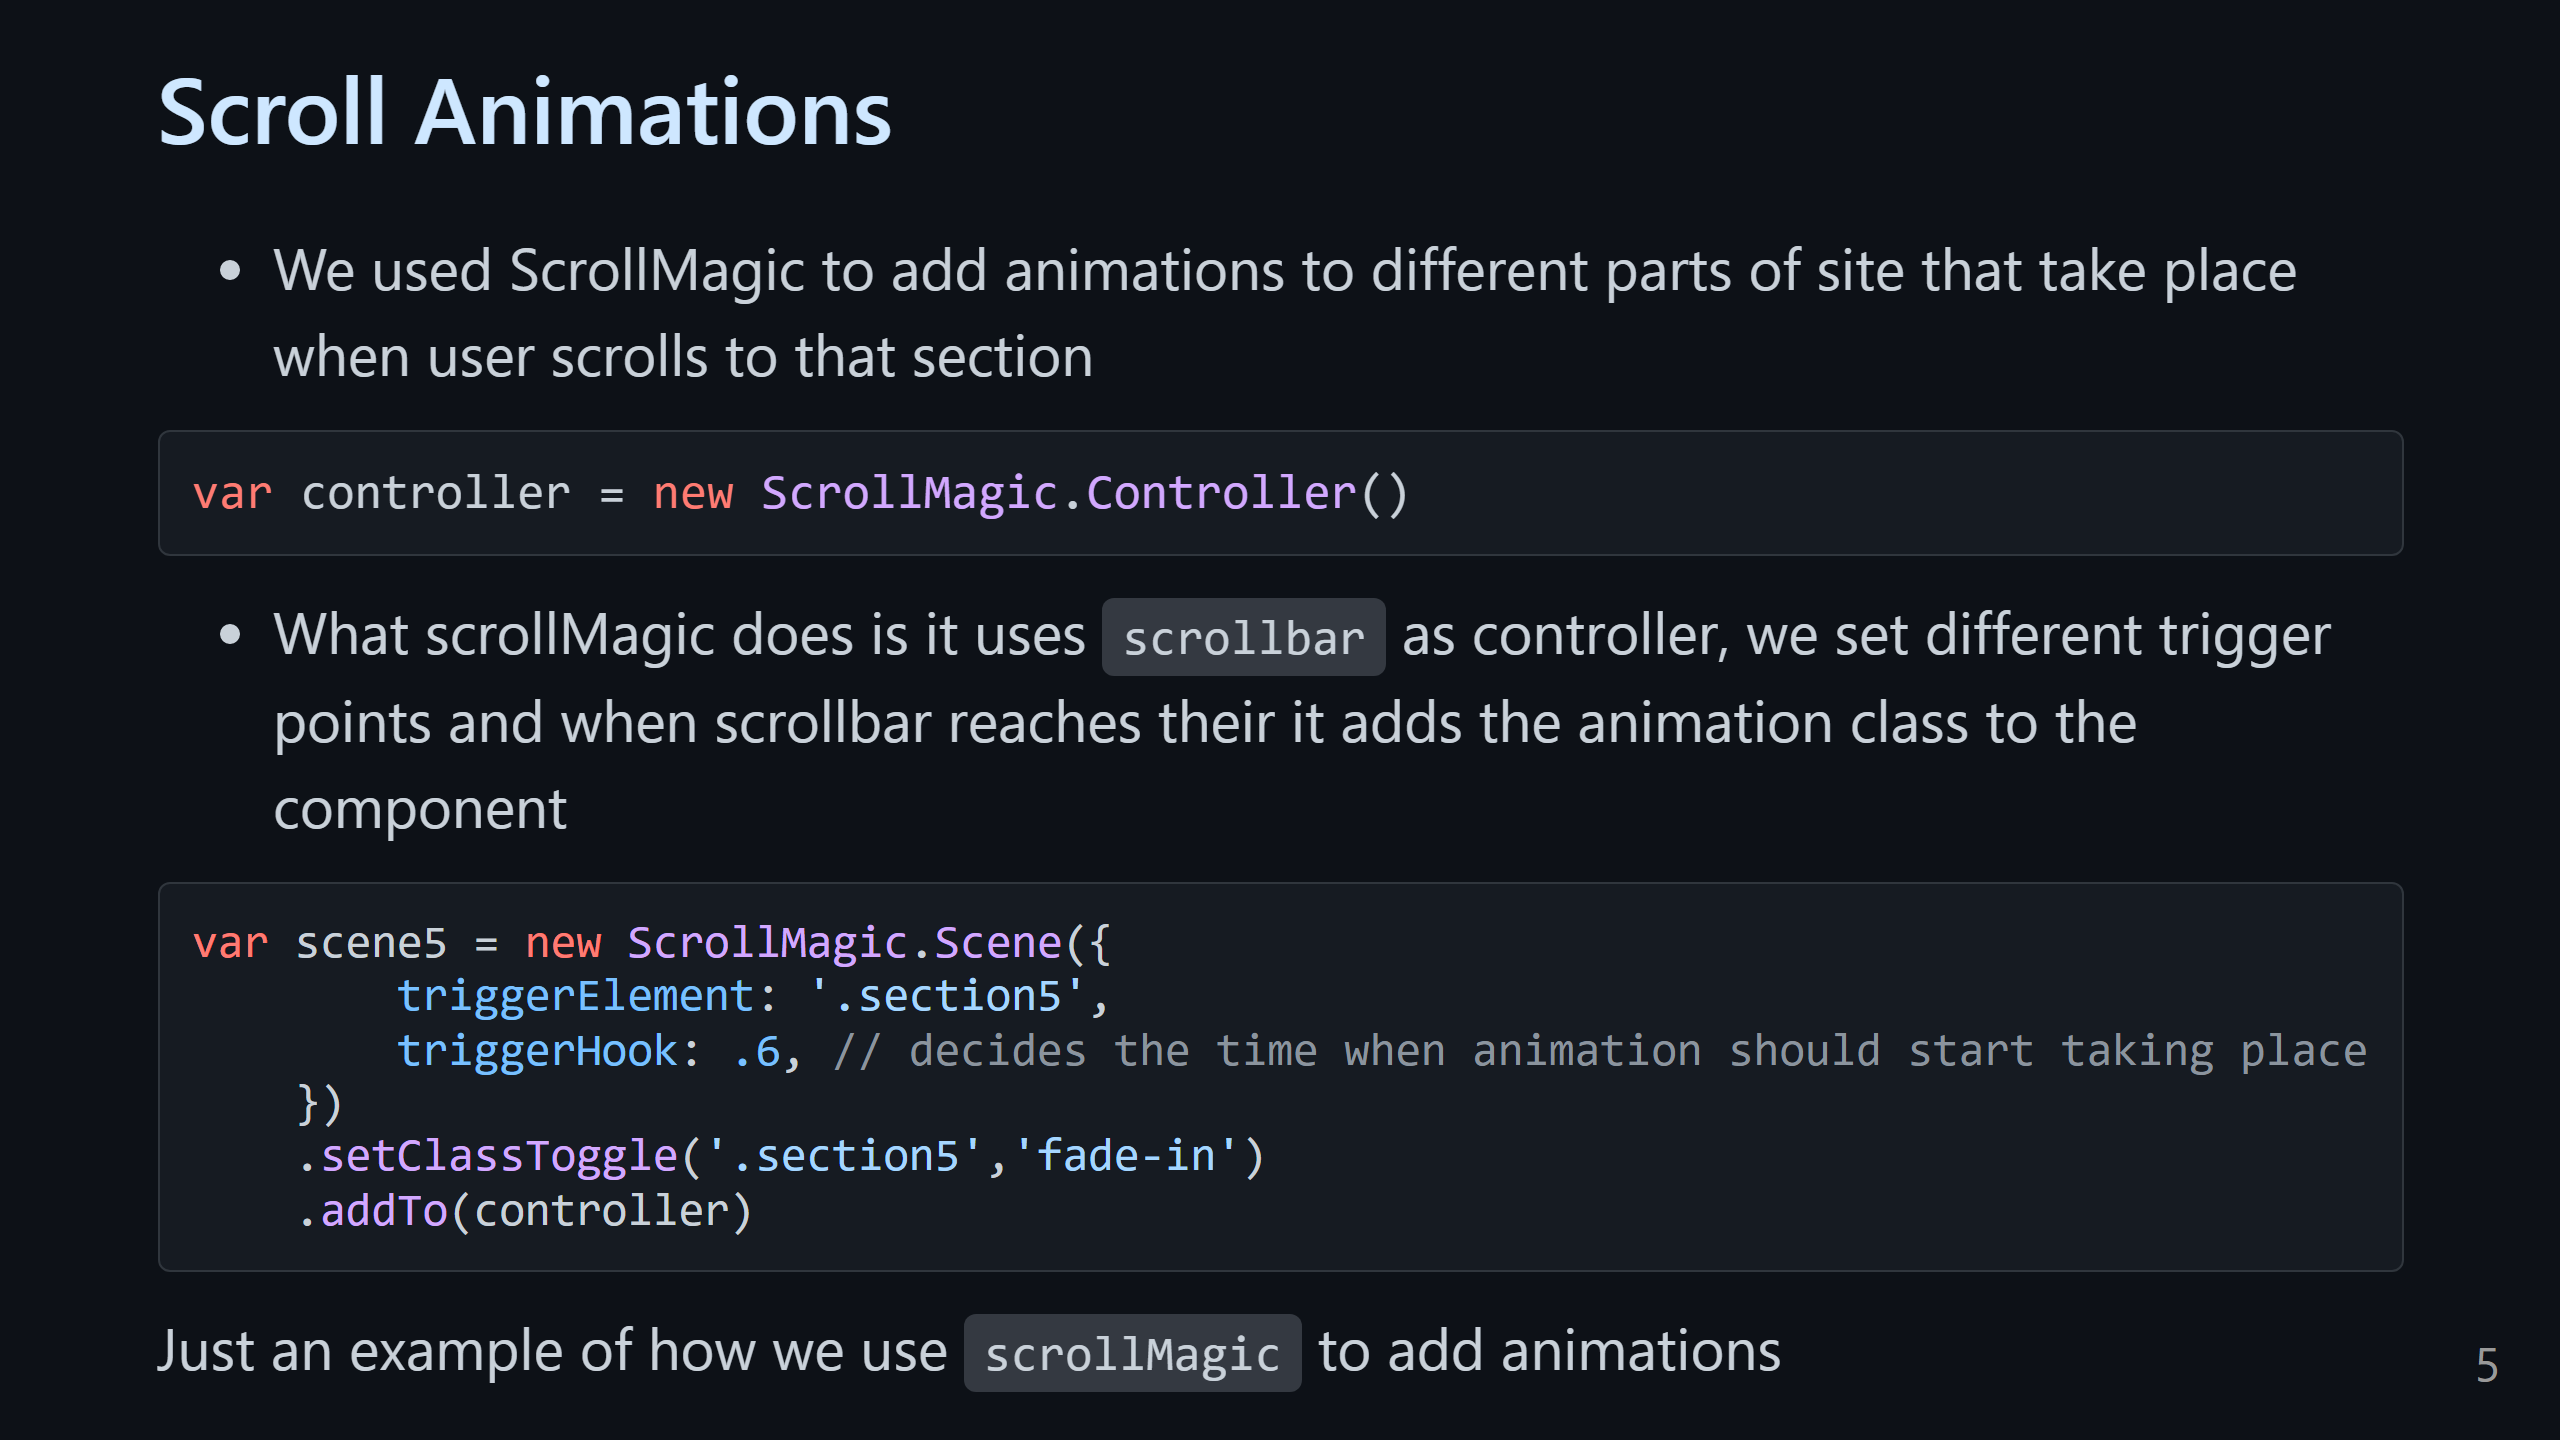 Scroll Animations
• We used ScrollMagic to add animations to different parts of site that take place
when user scrolls to that section
var controller = new ScrollMagic.Controller()
• What scrollMagic does is it uses scrollbar as controller, we set different trigger
points and when scrollbar reaches their it adds the animation class to the
component
var scene5 = new ScrollMagic.Scene({
        triggerElement: '.section5',
        triggerHook: .6, // decides the time when animation should start taking place
    })
    .setClassToggle('.section5','fade-in')
    .addTo(controller)
Just an example of how we use scrollMagic to add animations
5